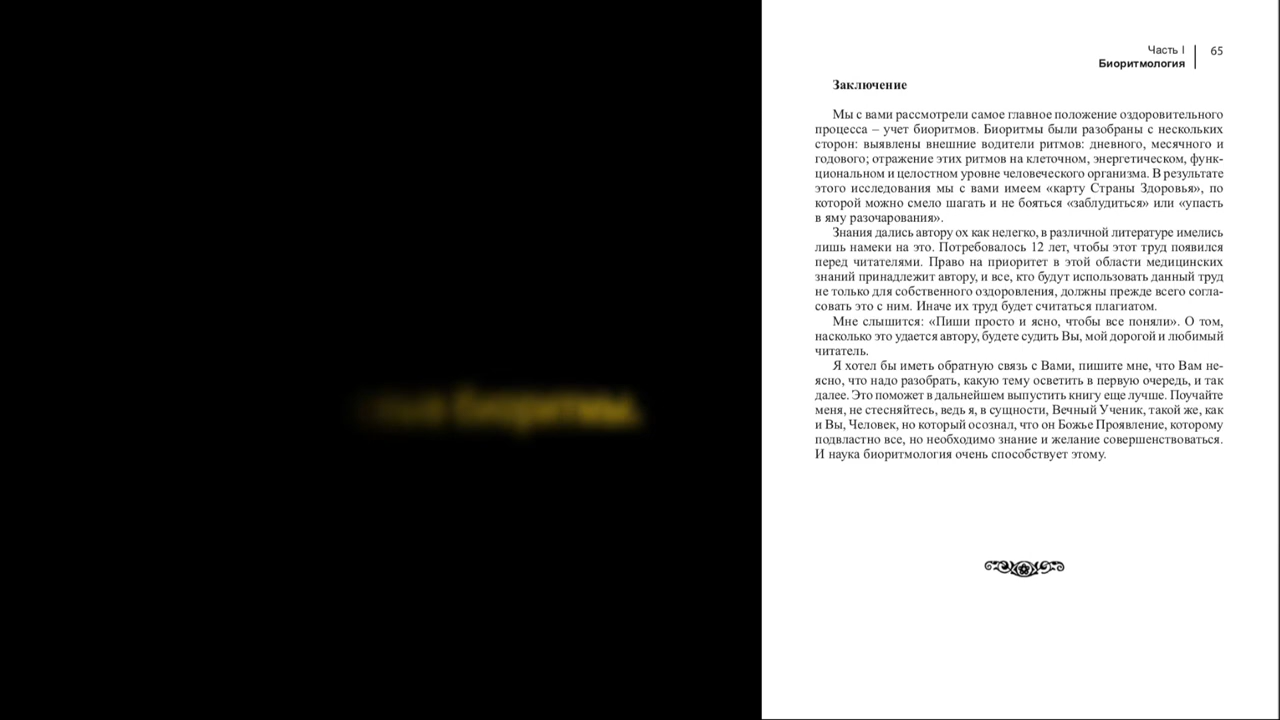 биоритмы.
Часть I
65
Биоритмология
Заключение
Мы с вами рассмотрели самое главное положение оздоровительного
процесса – учет биоритмов. Биоритмы были разобраны с нескольких
сторон: выявлены внешние водители ритмов: дневного, месячного и
годового; отражение этих ритмов на клеточном, энергетическом, функ-
циональном и целостном уровне человеческого организма. В результате
этого исследования мы с вами имеем «карту Страны Здоровья», по
которой можно смело шагать и не бояться «заблудиться» или «упасть
в яму разочарования».
Знания дались автору ох как нелегко, в различной литературе имелись
лишь намеки на это. Потребовалось 12 лет, чтобы этот труд появился
перед читателями. Право на приоритет в этой области медицинских
знаний принадлежит автору, и все, кто будут использовать данный труд
не только для собственного оздоровления, должны прежде всего согла-
совать это с ним. Иначе их труд будет считаться плагиатом.
Мне слышится: «Пиши просто и ясно, чтобы все поняли». О том,
насколько это удается автору, будете судить Вы, мой дорогой и любимый
читатель.
Я хотел бы иметь обратную связь с Вами, пишите мне, что Вам не-
ясно, что надо разобрать, какую тему осветить в первую очередь, и так
далее. Это поможет в дальнейшем выпустить книгу еще лучше. Поучайте
меня, не стесняйтесь, ведь я, в сущности, Вечный Ученик, такой же, как
и Вы, Человек, но который осознал, что он Божье Проявление, которому
подвластно все, но необходимо знание и желание совершенствоваться.
И наука биоритмология очень способствует этому.